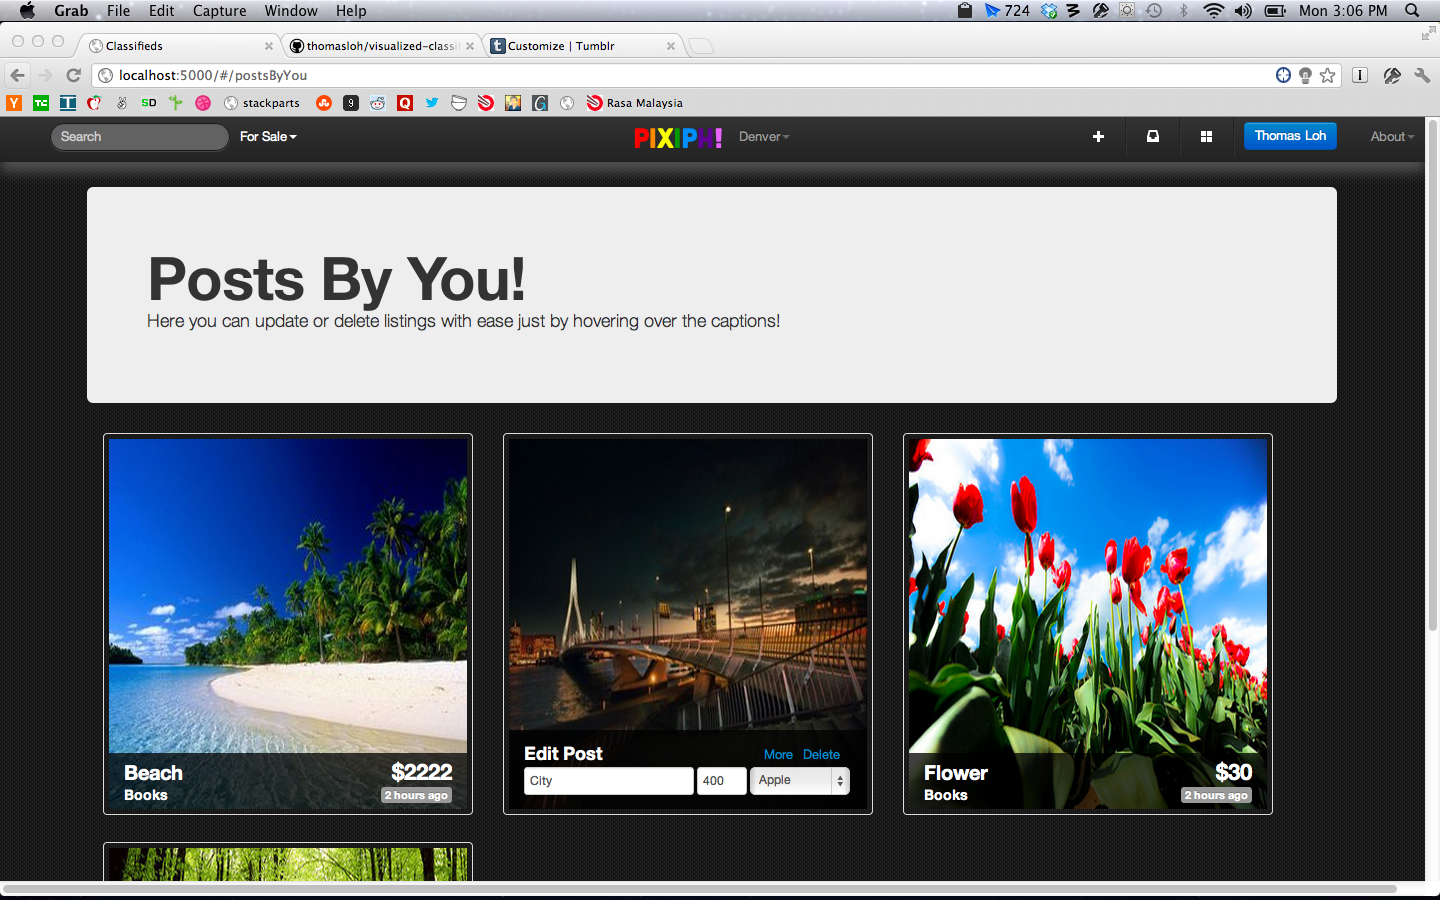 Grab File Edit Capture Window Help 724 Mon 3:06 PM
Classifieds thomasloh/visualized-classif Customize | Tumblr
localhost:5000/#/postsByYou
stackparts Rasa Malaysia
Search For Sale PIXIPH! Denver Thomas Loh About
Posts By You!
Here you can update or delete listings with ease just by hovering over the captions!
Beach $2222
Books 2 hours ago
Edit Post More Delete
City 400 Apple
Flower $30
Books 2 hours ago